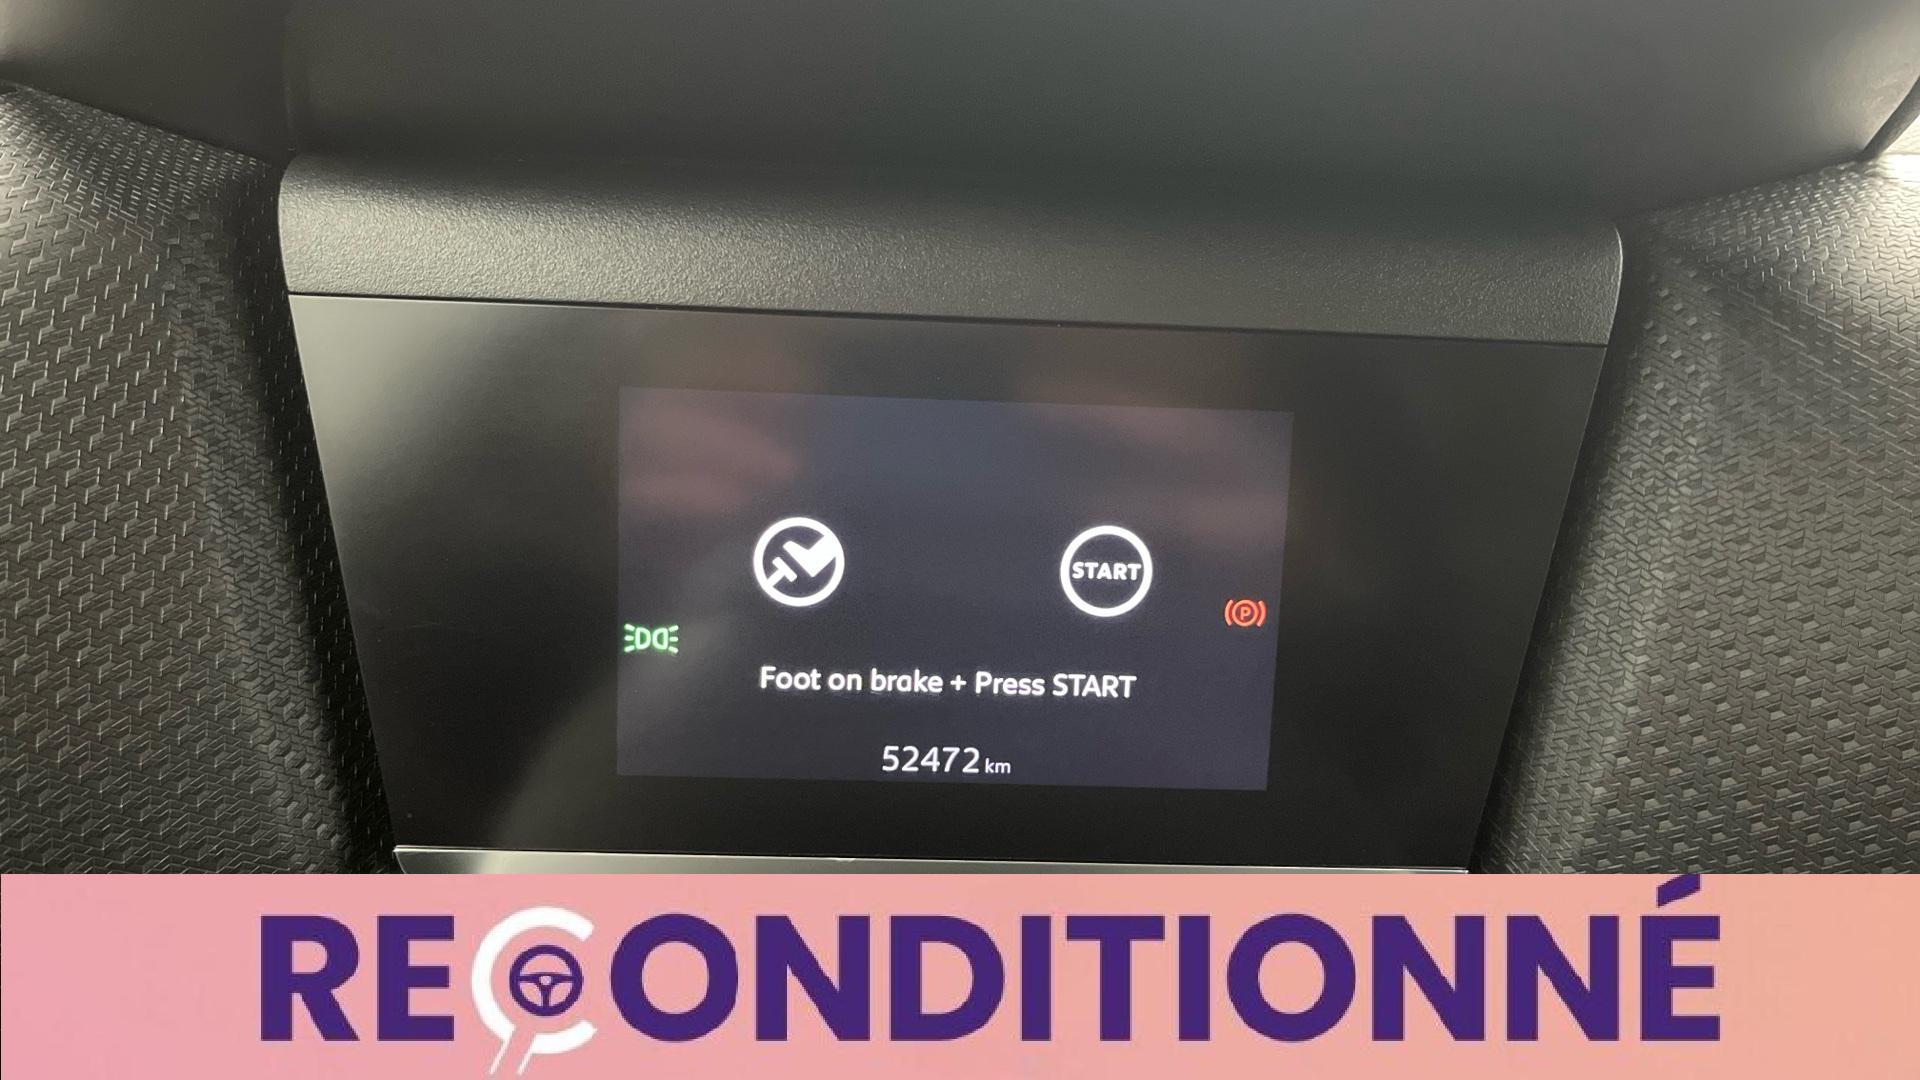 START
P
Foot on brake + Press START
52472 km
RECONDITIONNÉ